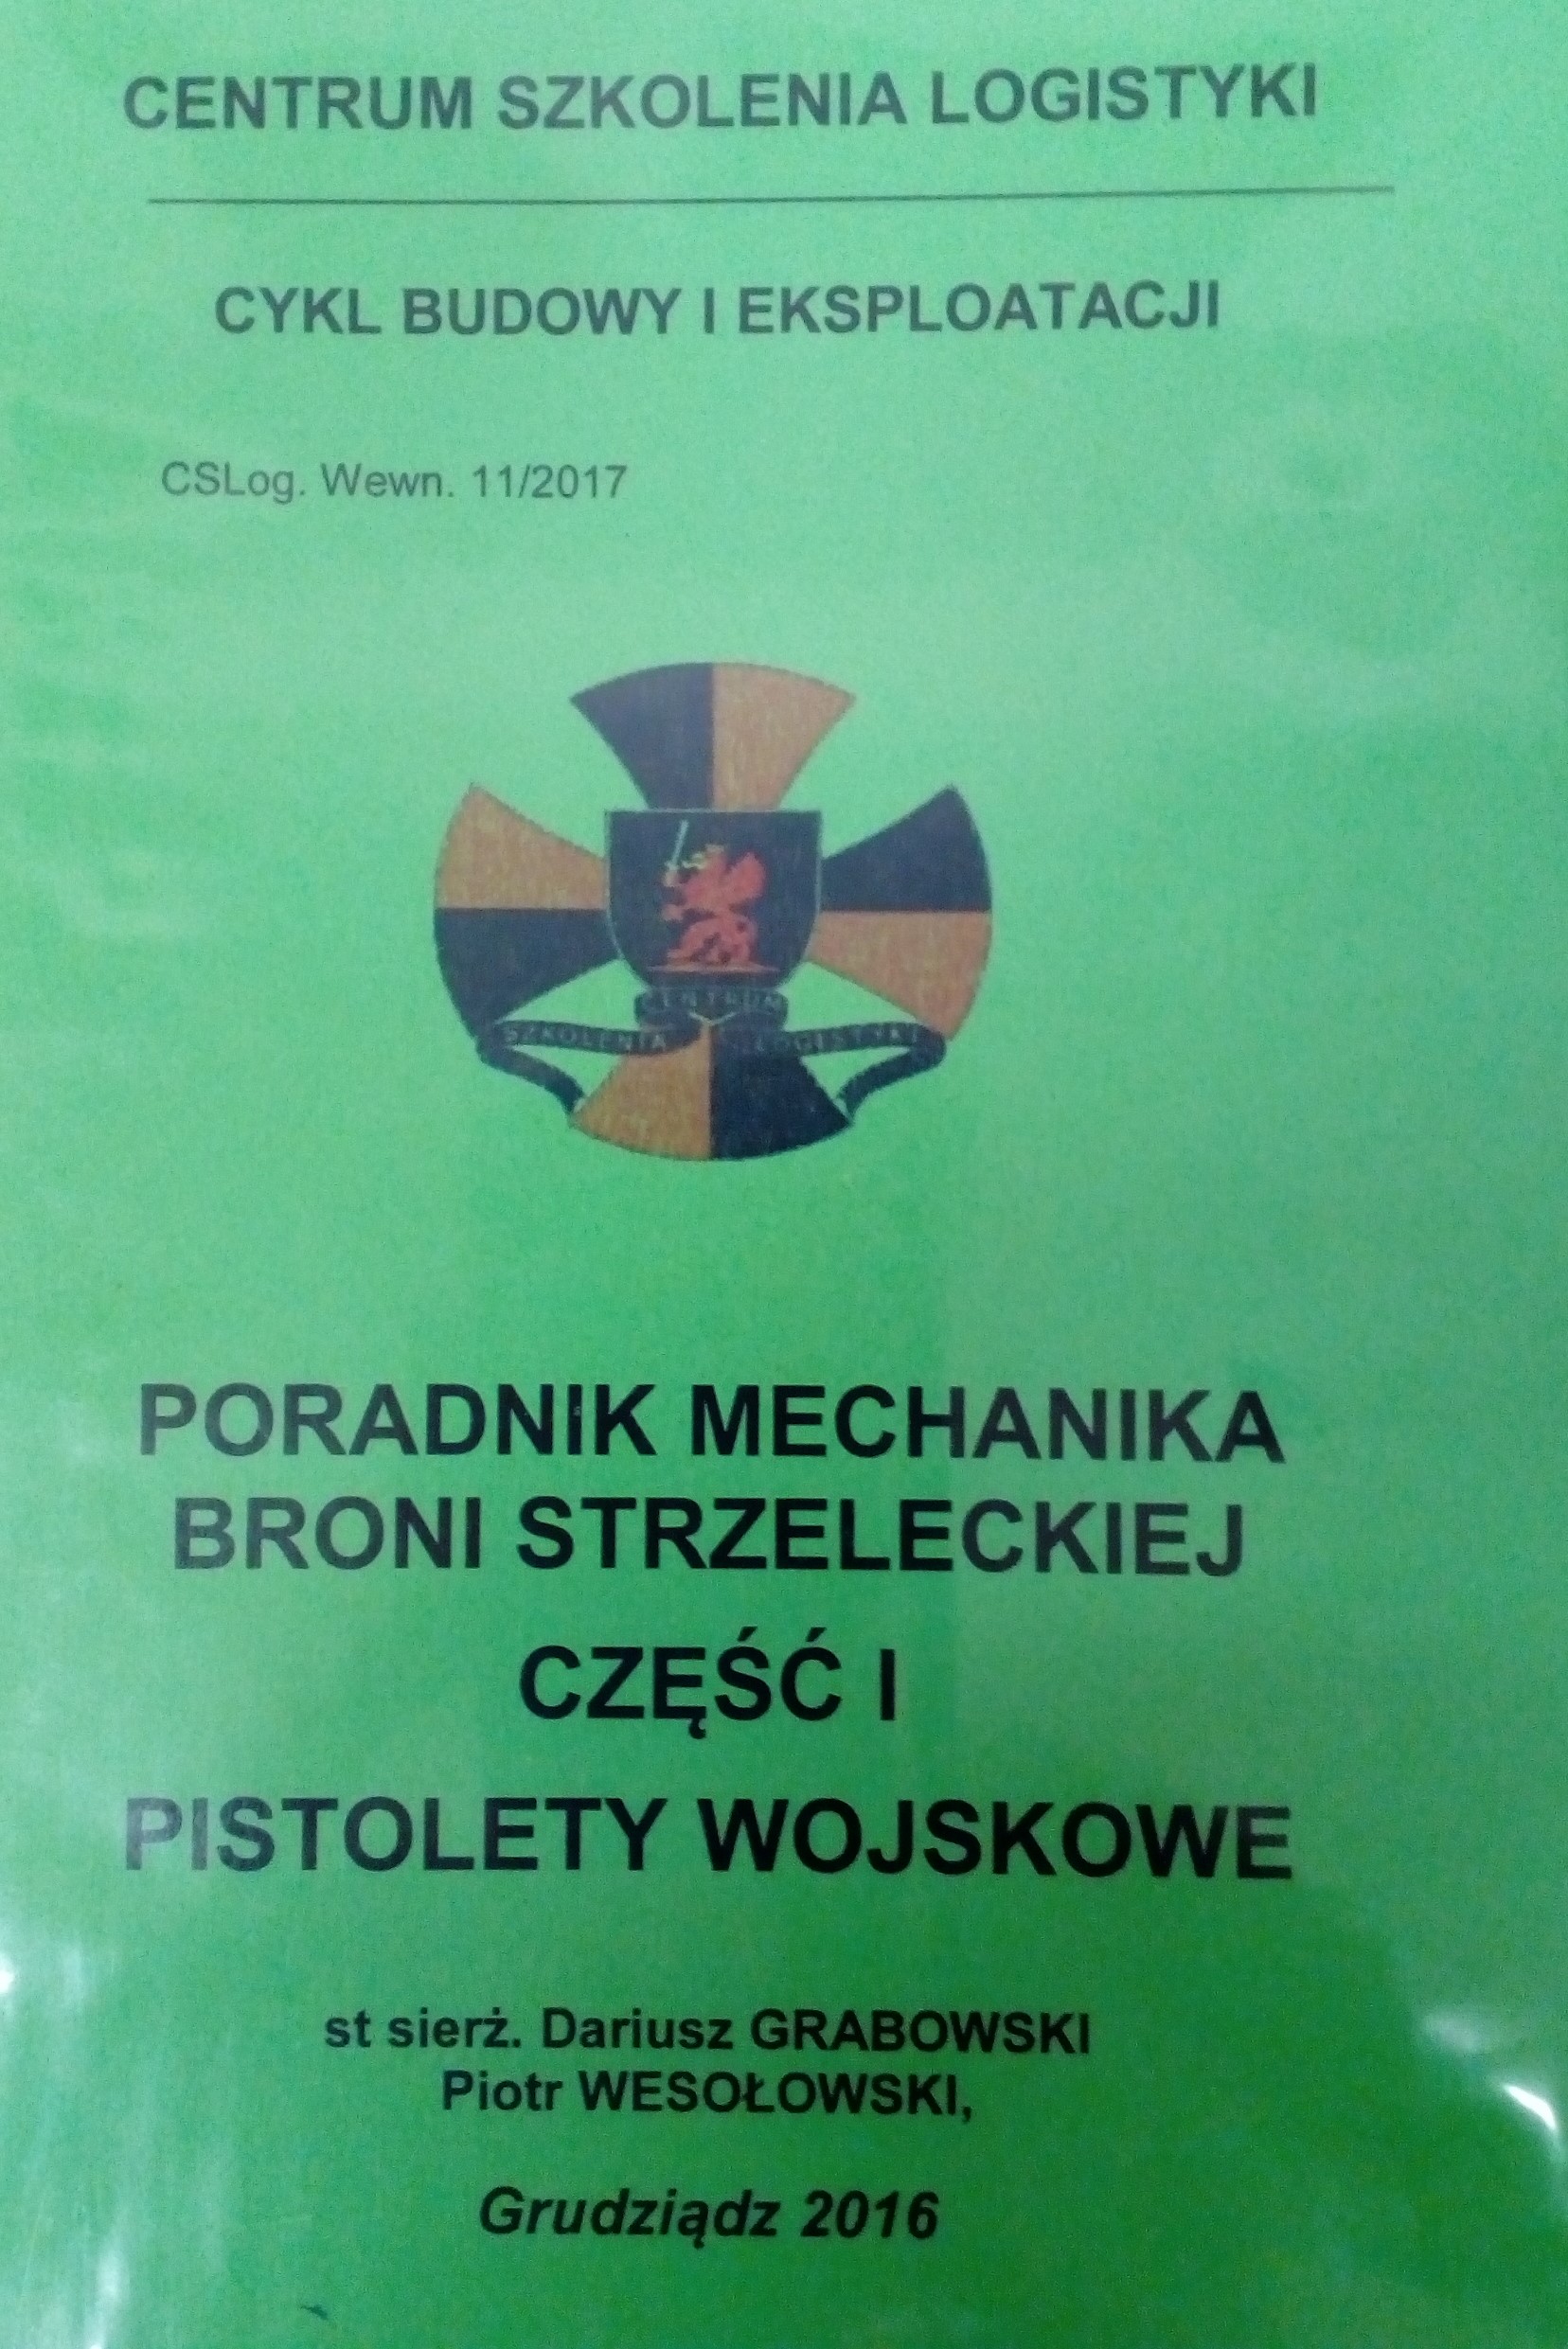 CENTRUM SZKOLENIA LOGISTYKI
CYKL BUDOWY I EKSPLOATACJI
CSLog. Wewn. 11/2017
CENTRUM
SZKOLENIA LOGISTYKI
PORADNIK MECHANIKA
BRONI STRZELECKIEJ
CZĘŚĆ I
PISTOLETY WOJSKOWE
st sierż. Dariusz GRABOWSKI
Piotr WESOŁOWSKI,
Grudziądz 2016